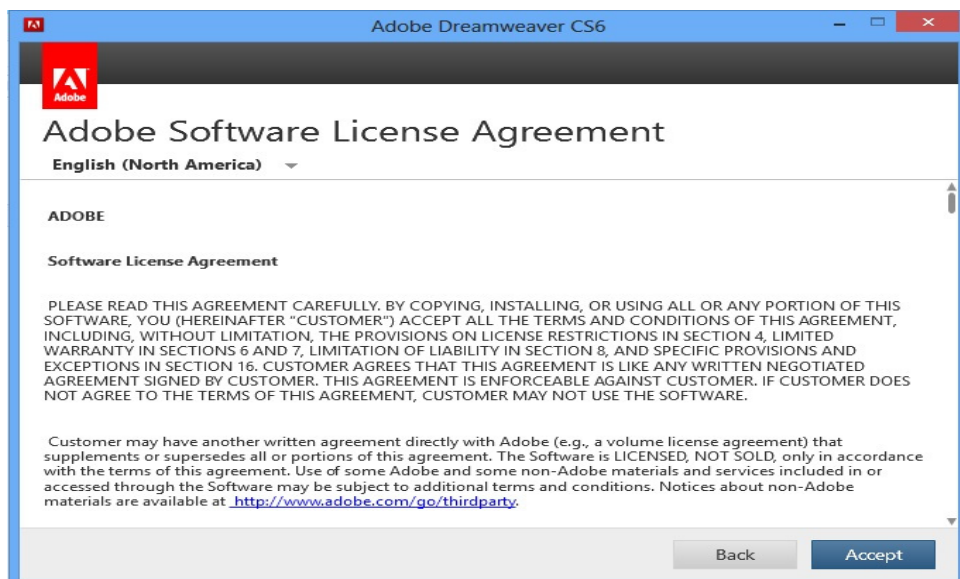 Adobe Dreamweaver CS6
Adobe
Adobe Software License Agreement
English (North America)
ADOBE
Software License Agreement
PLEASE READ THIS AGREEMENT CAREFULLY. BY COPYING, INSTALLING, OR USING ALL OR ANY PORTION OF THIS
SOFTWARE, YOU (HEREINAFTER “CUSTOMER”) ACCEPT ALL THE TERMS AND CONDITIONS OF THIS AGREEMENT,
INCLUDING, WITHOUT LIMITATION, THE PROVISIONS ON LICENSE RESTRICTIONS IN SECTION 4, LIMITED
WARRANTY IN SECTIONS 6 AND 7, LIMITATION OF LIABILITY IN SECTION 8, AND SPECIFIC PROVISIONS AND
EXCEPTIONS IN SECTION 16. CUSTOMER AGREES THAT THIS AGREEMENT IS LIKE ANY WRITTEN NEGOTIATED
AGREEMENT SIGNED BY CUSTOMER. THIS AGREEMENT IS ENFORCEABLE AGAINST CUSTOMER. IF CUSTOMER DOES
NOT AGREE TO THE TERMS OF THIS AGREEMENT, CUSTOMER MAY NOT USE THE SOFTWARE.
Customer may have another written agreement directly with Adobe (e.g., a volume license agreement) that
supplements or supersedes all or portions of this agreement. The Software is LICENSED, NOT SOLD, only in accordance
with the terms of this agreement. Use of some Adobe and some non-Adobe materials and services included in or
accessed through the Software may be subject to additional terms and conditions. Notices about non-Adobe
materials are available at http://www.adobe.com/go/thirdparty.
Back
Accept